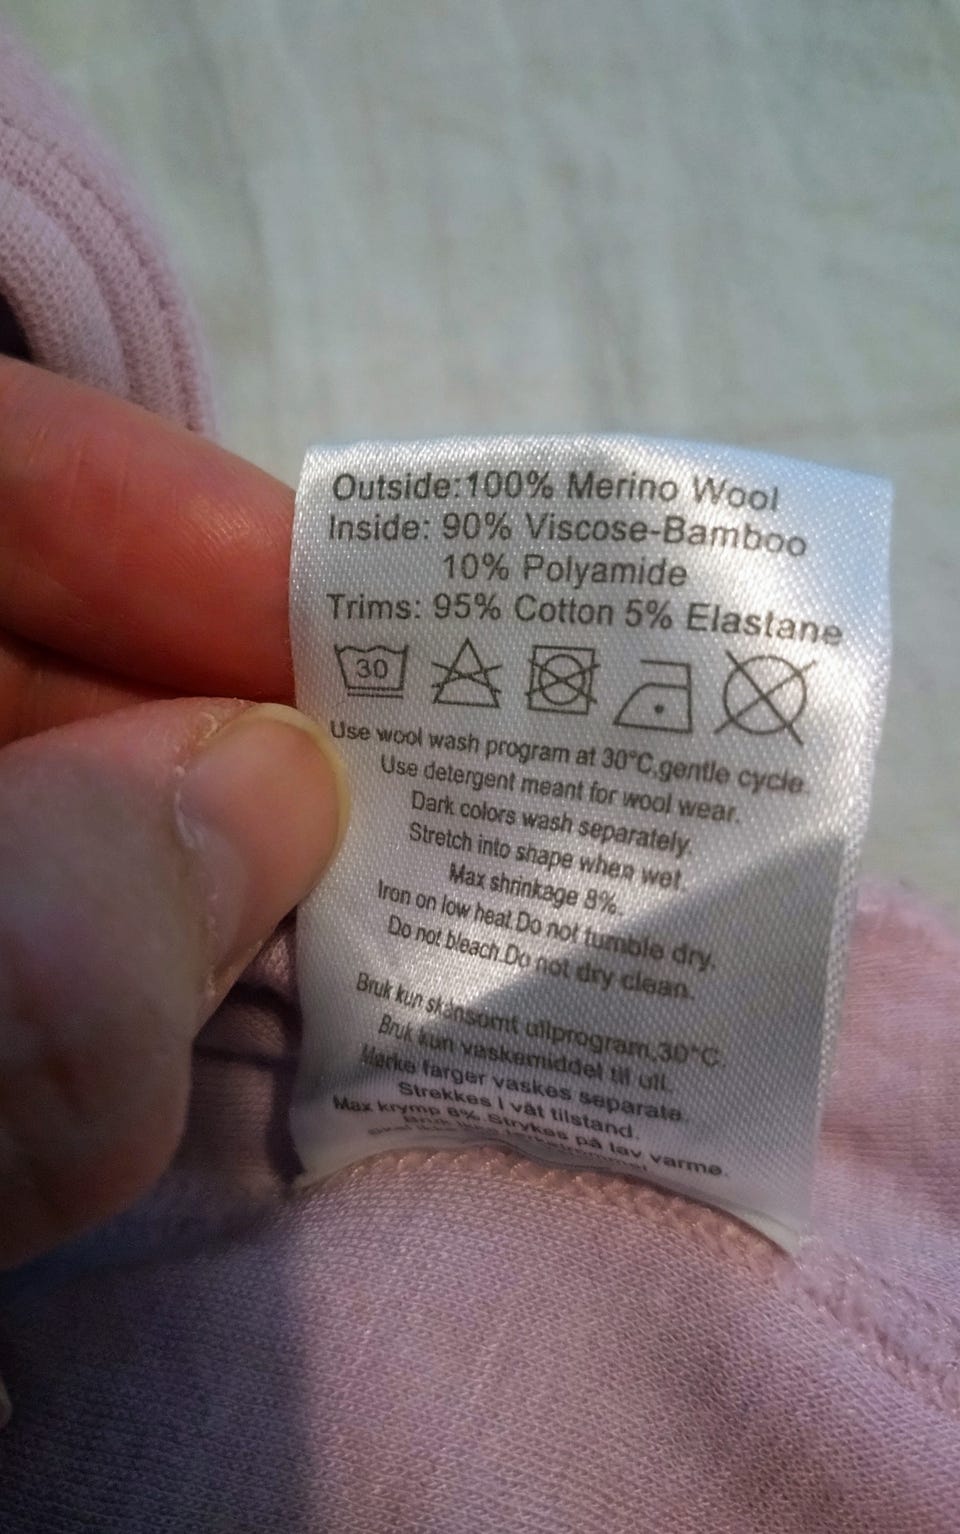 Outside:100% Merino Wool
Inside: 90% Viscose-Bamboo
10% Polyamide
Trims: 95% Cotton 5% Elastane
30
Use wool wash program at 30°C,gentle cycle.
Use detergent meant for wool wear.
Dark colors wash separately.
Stretch into shape when wet.
Max shrinkage 8%.
Iron on low heat.Do not tumble dry.
Do not bleach.Do not dry clean.
Bruk kun skånsomt ullprogram,30°C.
Bruk kun vaskemiddel til ull.
Mørke farger vaskes separate.
Strekkes i våt tilstand.
Max krymp 8%.Strykes på lav varme.